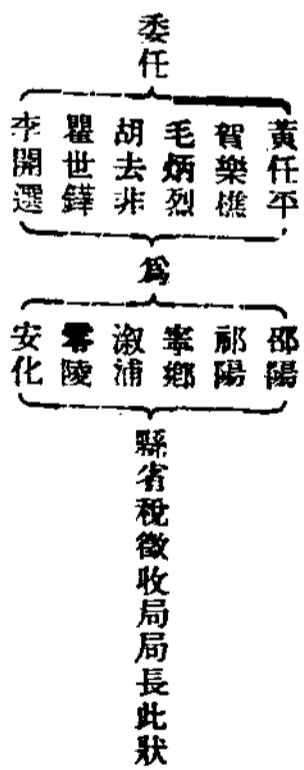 委任
黃任平
賀樂樵
毛炳烈
胡去非
瞿世鐸
李開選
爲
邵陽
祁陽
寧鄉
溆浦
零陵
安化
縣省稅徵收局局長此狀